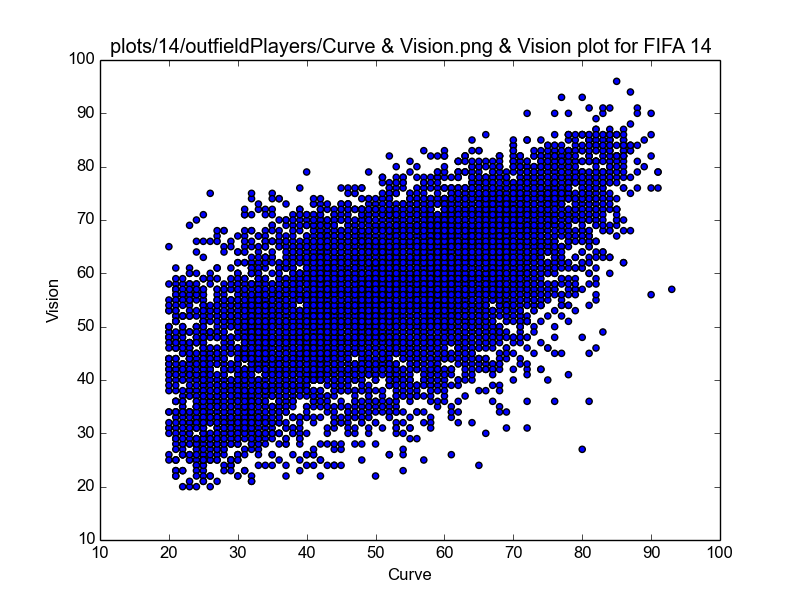 plots/14/outfieldPlayers/Curve & Vision.png & Vision plot for FIFA 14
100
90
80
70
60
50
40
30
20
10
Vision
10 20 30 40 50 60 70 80 90 100
Curve